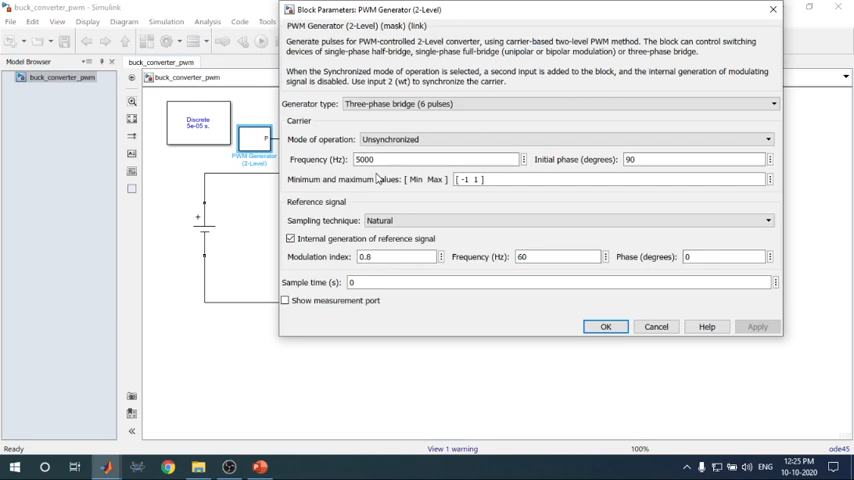 buck_converter_pwm - Simulink
File Edit View Display Diagram Simulation Analysis Code To
Model Browser
buck_converter_pwm
buck_converter_pwm
buck_converter_pwm
Discrete
5e-05 s.
P
PWM Generator
(2-Level)
+
Block Parameters: PWM Generator (2-Level)
PWM Generator (2-Level) (mask) (link)
Generate pulses for PWM-controlled 2-Level converter, using carrier-based two-level PWM method. The block can control switching
devices of single-phase half-bridge, single-phase full-bridge (unipolar or bipolar modulation) or three-phase bridge.
When the Synchronized mode of operation is selected, a second input is added to the block, and the internal generation of modulating
signal is disabled. Use input 2 (wt) to synchronize the carrier.
Generator type: Three-phase bridge (6 pulses)
Carrier
Mode of operation: Unsynchronized
Frequency (Hz): 5000 Initial phase (degrees): 90
Minimum and maximum values: [ Min Max ] [ -1 1 ]
Reference signal
Sampling technique: Natural
Internal generation of reference signal
Modulation index: 0.8 Frequency (Hz): 60 Phase (degrees): 0
Sample time (s): 0
Show measurement port
OK Cancel Help Apply
Ready View 1 warning 100% ode45
ENG 12:25 PM
10-10-2020